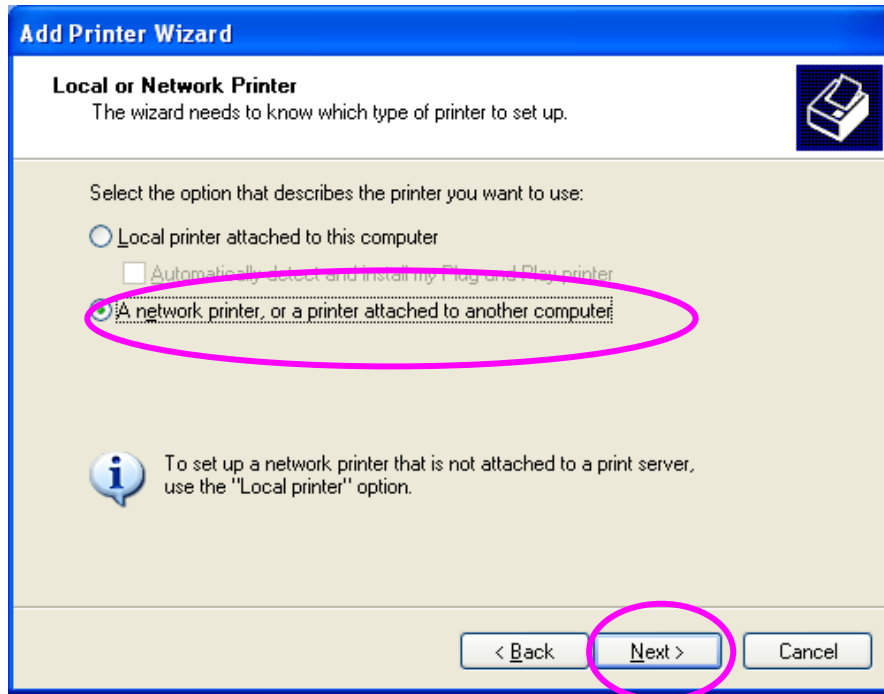 Add Printer Wizard
Local or Network Printer
The wizard needs to know which type of printer to set up.
Select the option that describes the printer you want to use:
Local printer attached to this computer
Automatically detect and install my Plug and Play printer
A network printer, or a printer attached to another computer
To set up a network printer that is not attached to a print server,
use the "Local printer" option.
< Back Next > Cancel